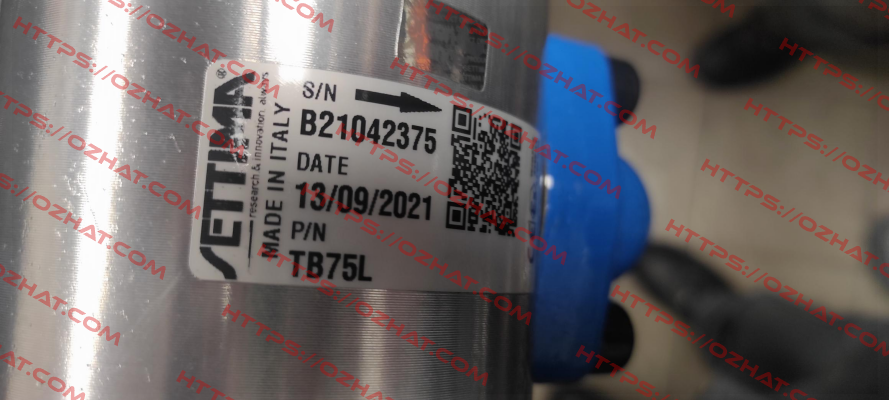 SETTIMA®
research & innovation always
MADE IN ITALY
S/N
B21042375
DATE
13/09/2021
P/N
TB75L
HTTPS://OZHAT.COM